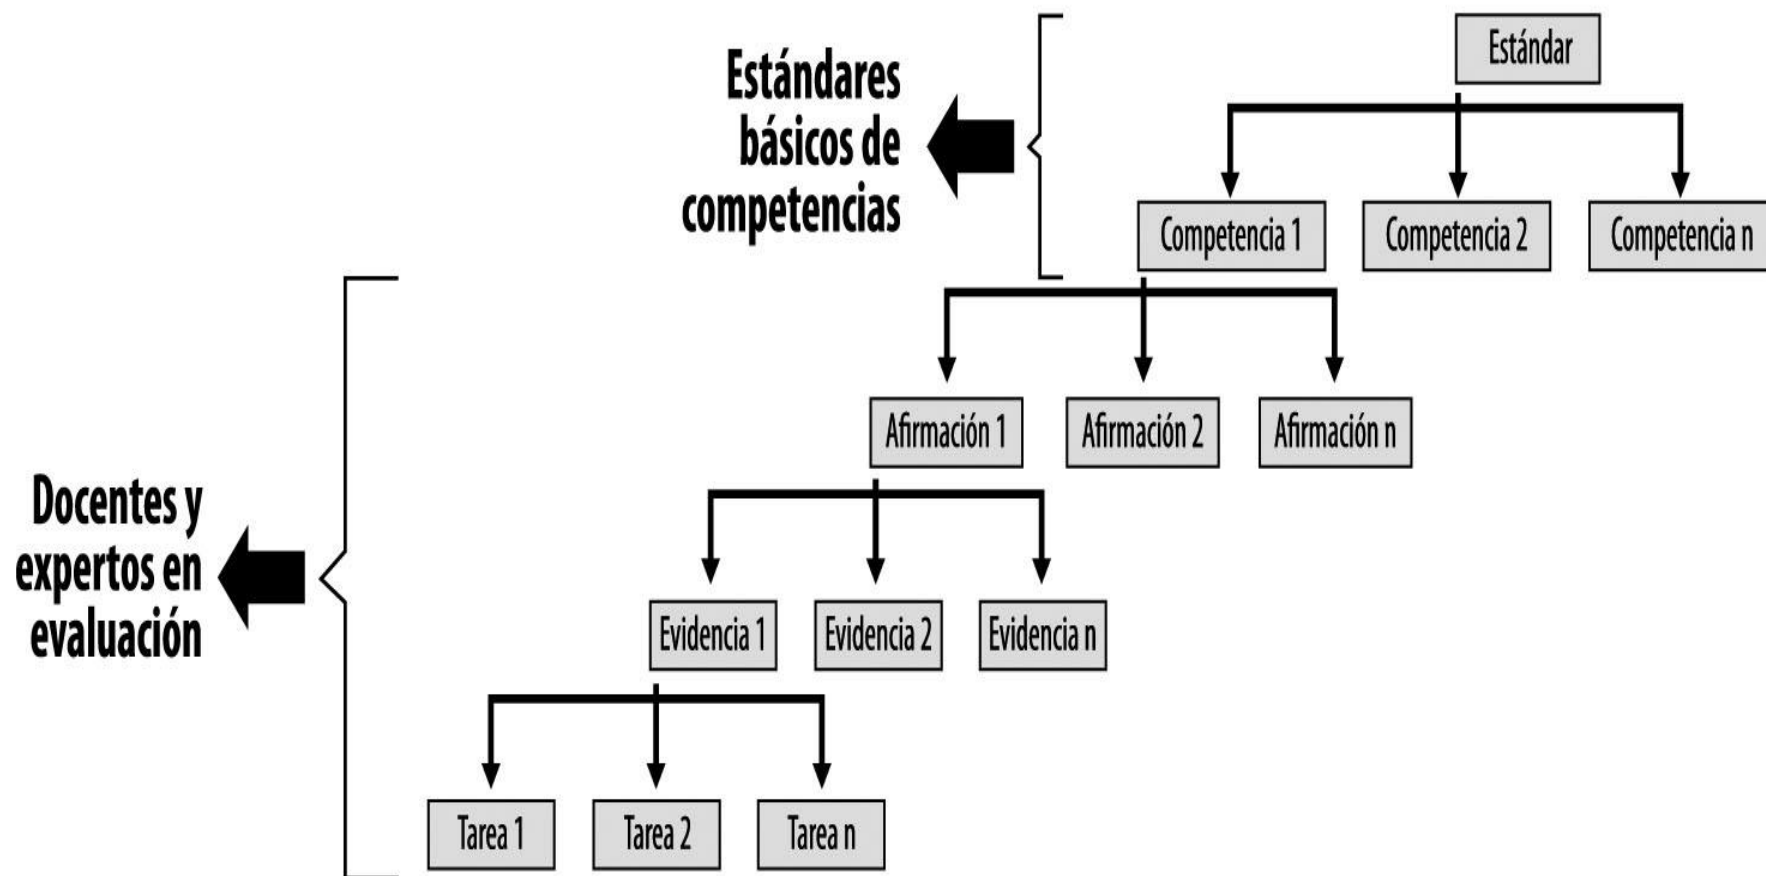 Estándar
Estándares
básicos de
competencias
Competencia 1
Competencia 2
Competencia n
Afirmación 1
Afirmación 2
Afirmación n
Docentes y
expertos en
evaluación
Evidencia 1
Evidencia 2
Evidencia n
Tarea 1
Tarea 2
Tarea n